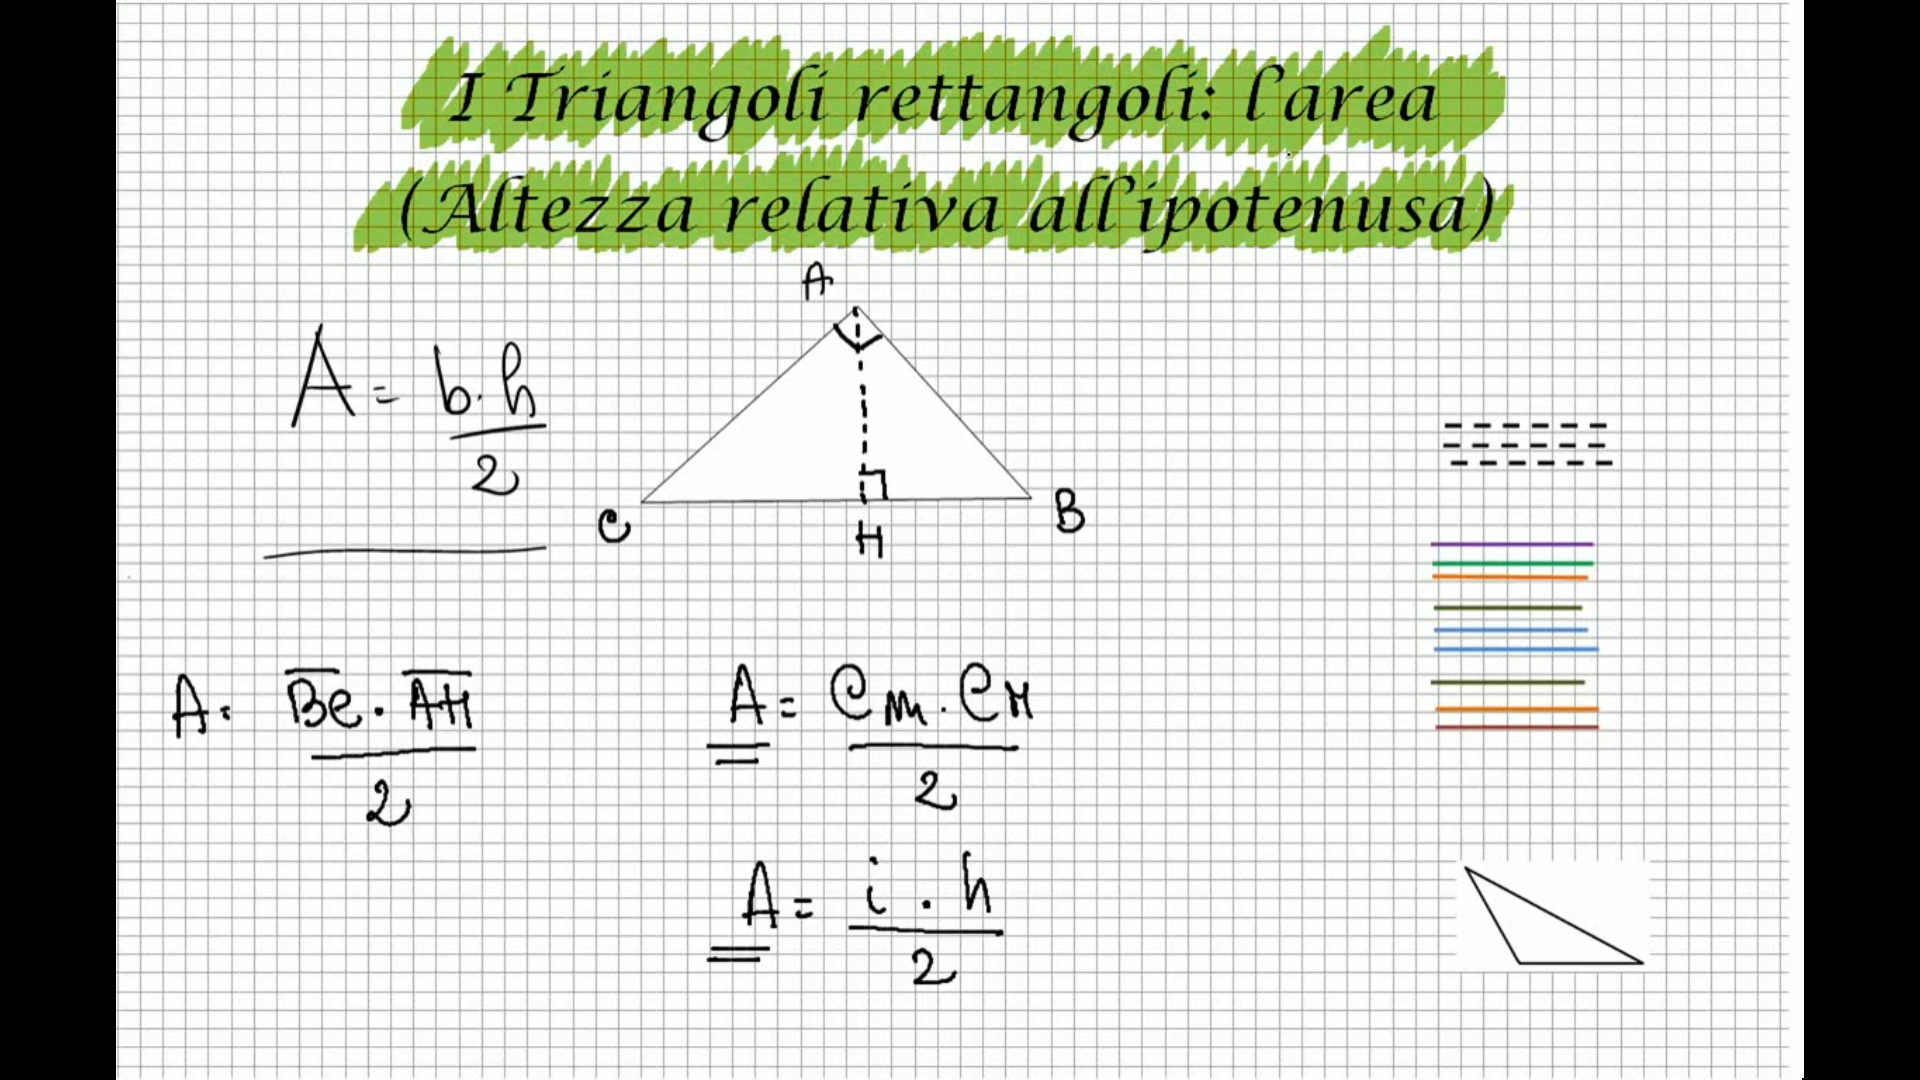 I Triangoli rettangoli: l'area
(Altezza relativa all'ipotenusa)
A
A = b.h
2
C
H
B
A = BC . AH
2
A = Cm . CM
2
A = i . h
2